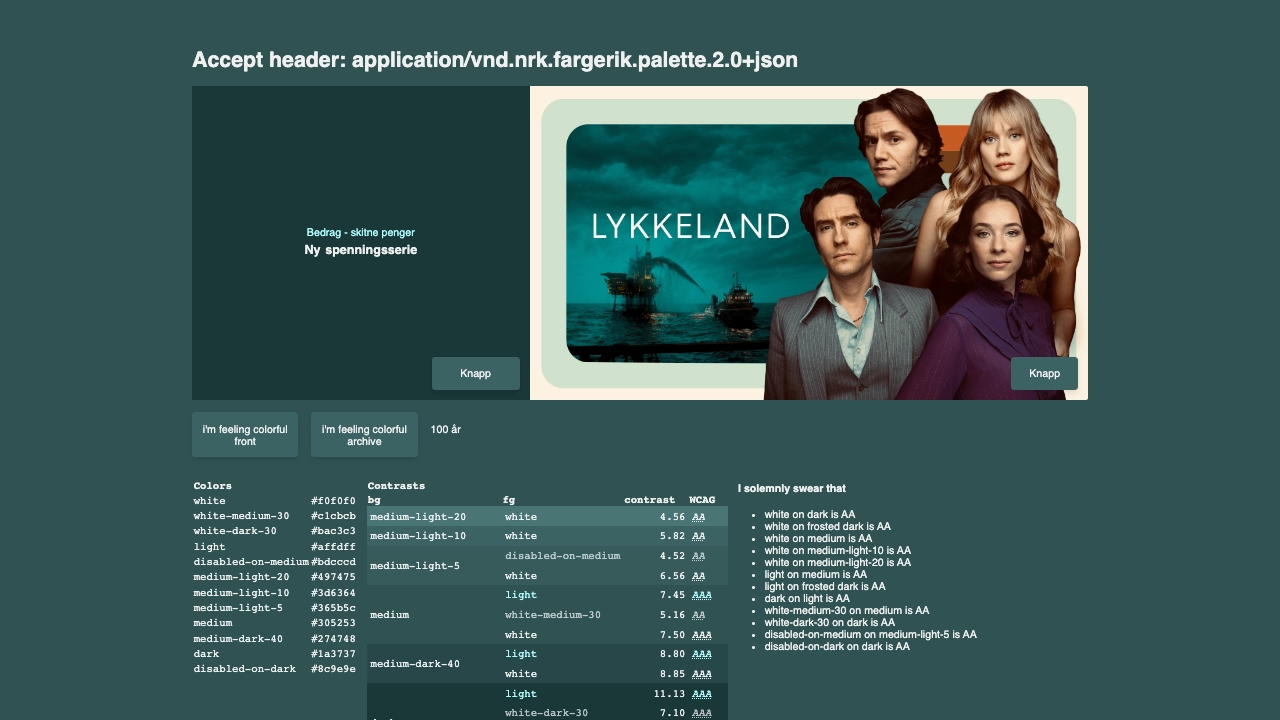 Accept header: application/vnd.nrk.fargerik.palette.2.0+json
Bedrag - skitne penger
Ny spenningsserie
Knapp
LYKKELAND
Knapp
i'm feeling colorful
front
i'm feeling colorful
archive
100 år
Colors
white #f0f0f0
white-medium-30 #c1cbcb
white-dark-30 #bac3c3
light #affdff
disabled-on-medium #bdcccd
medium-light-20 #497475
medium-light-10 #3d6364
medium-light-5 #365b5c
medium #305253
medium-dark-40 #274748
dark #1a3737
disabled-on-dark #8c9e9e
Contrasts
bg fg contrast WCAG
medium-light-20 white 4.56 AA
medium-light-10 white 5.82 AA
medium-light-5 disabled-on-medium 4.52 AA
white 6.56 AA
light 7.45 AAA
medium white-medium-30 5.16 AA
white 7.50 AAA
medium-dark-40 light 8.80 AAA
white 8.85 AAA
light 11.13 AAA
white-dark-30 7.10 AAA
I solemnly swear that
white on dark is AA
white on frosted dark is AA
white on medium is AA
white on medium-light-10 is AA
white on medium-light-20 is AA
light on medium is AA
light on frosted dark is AA
dark on light is AA
white-medium-30 on medium is AA
white-dark-30 on dark is AA
disabled-on-medium on medium-light-5 is AA
disabled-on-dark on dark is AA